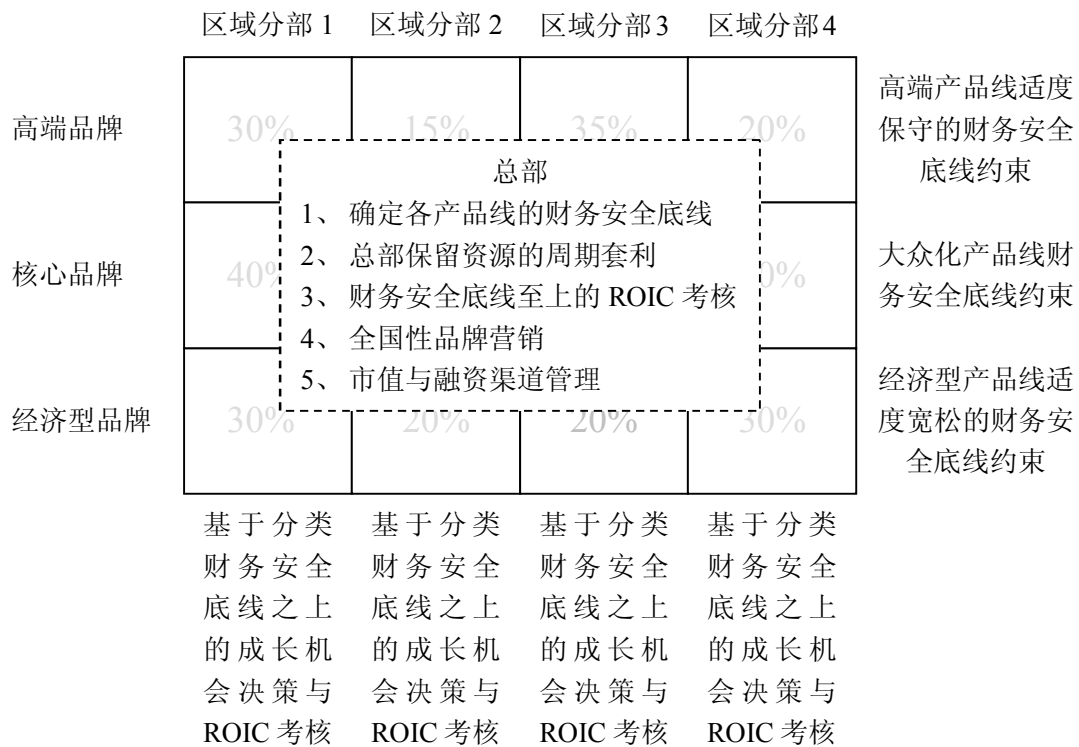 区域分部 1 区域分部 2 区域分部 3 区域分部 4
高端品牌
30% 15% 35% 20%
高端产品线适度
保守的财务安全
底线约束
总部
1、 确定各产品线的财务安全底线
2、 总部保留资源的周期套利
3、 财务安全底线至上的 ROIC 考核
4、 全国性品牌营销
5、 市值与融资渠道管理
核心品牌
40%
0%
大众化产品线财
务安全底线约束
经济型品牌
30% 20% 20% 30%
经济型产品线适
度宽松的财务安
全底线约束
基于分类
财务安全
底线之上
的成长机
会决策与
ROIC 考核
基于分类
财务安全
底线之上
的成长机
会决策与
ROIC 考核
基于分类
财务安全
底线之上
的成长机
会决策与
ROIC 考核
基于分类
财务安全
底线之上
的成长机
会决策与
ROIC 考核